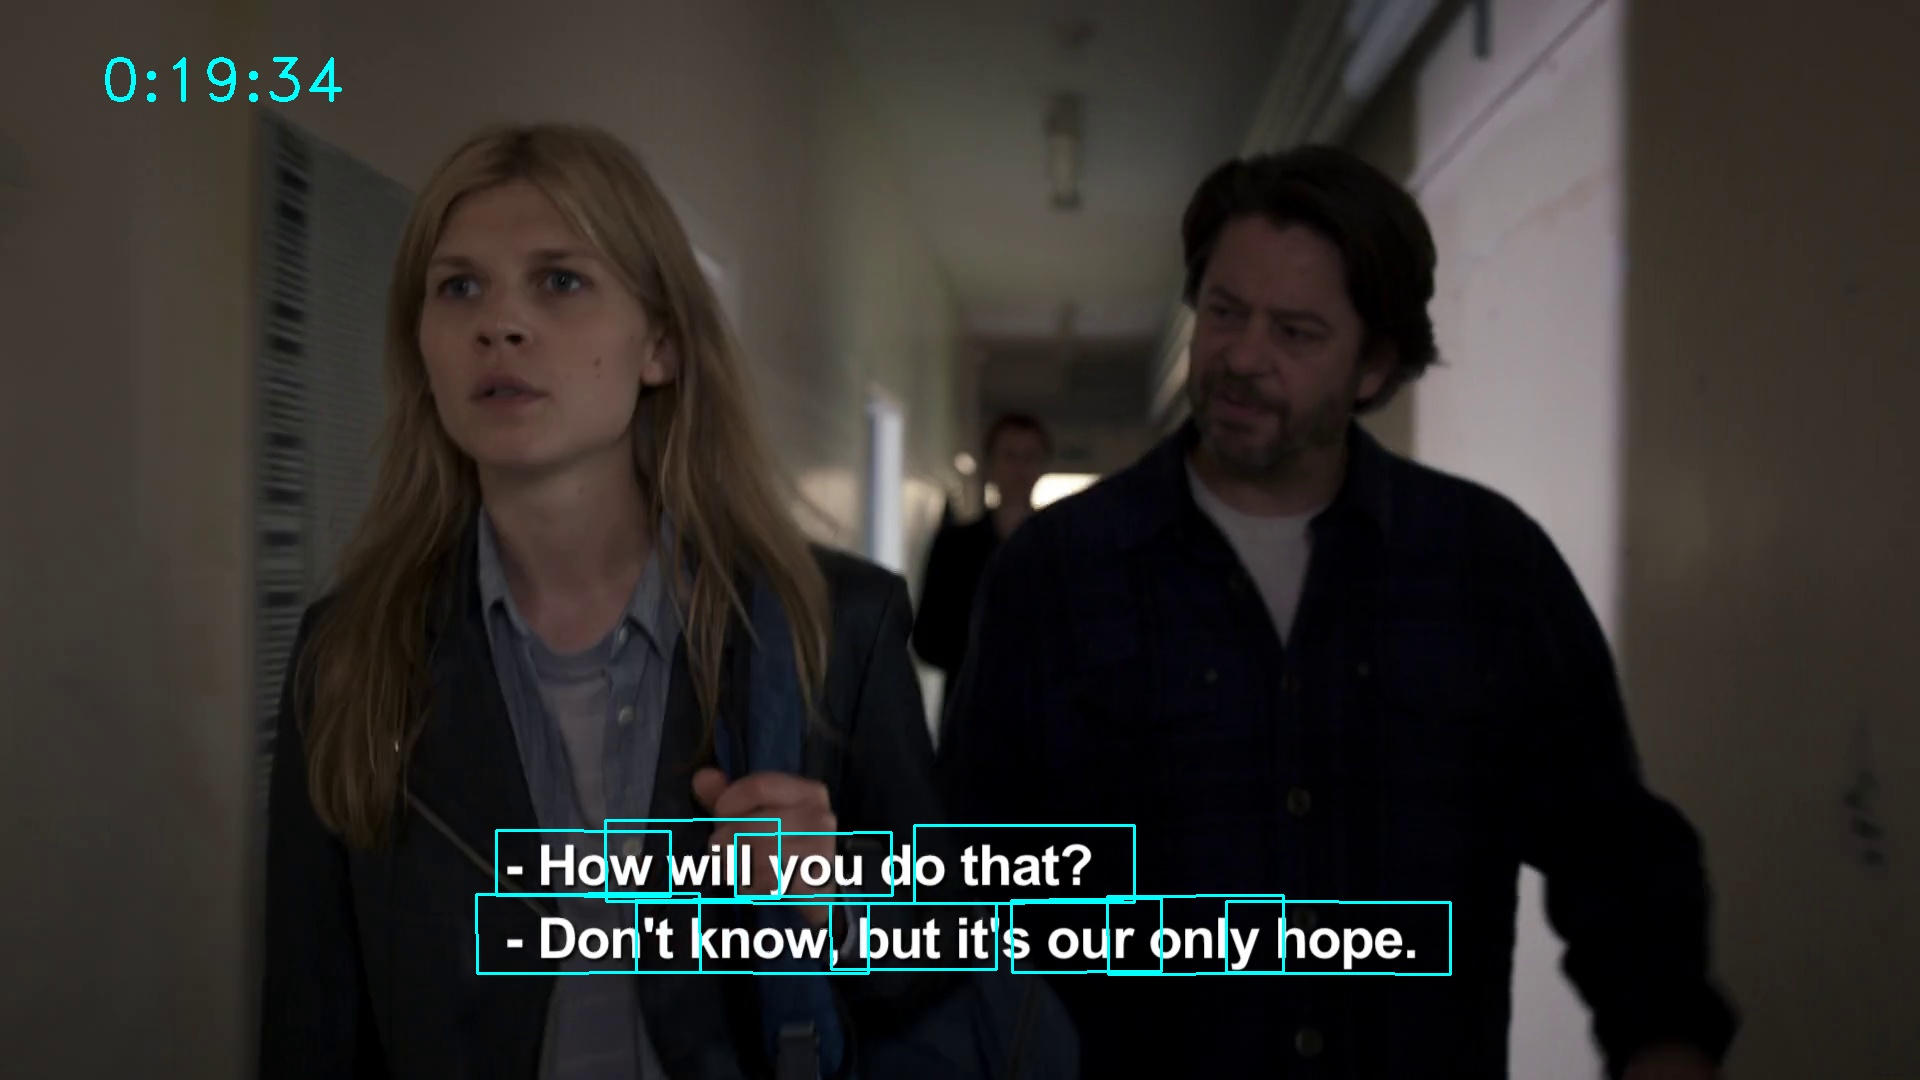 0:19:34
- How will you do that?
- Don't know, but it's our only hope.